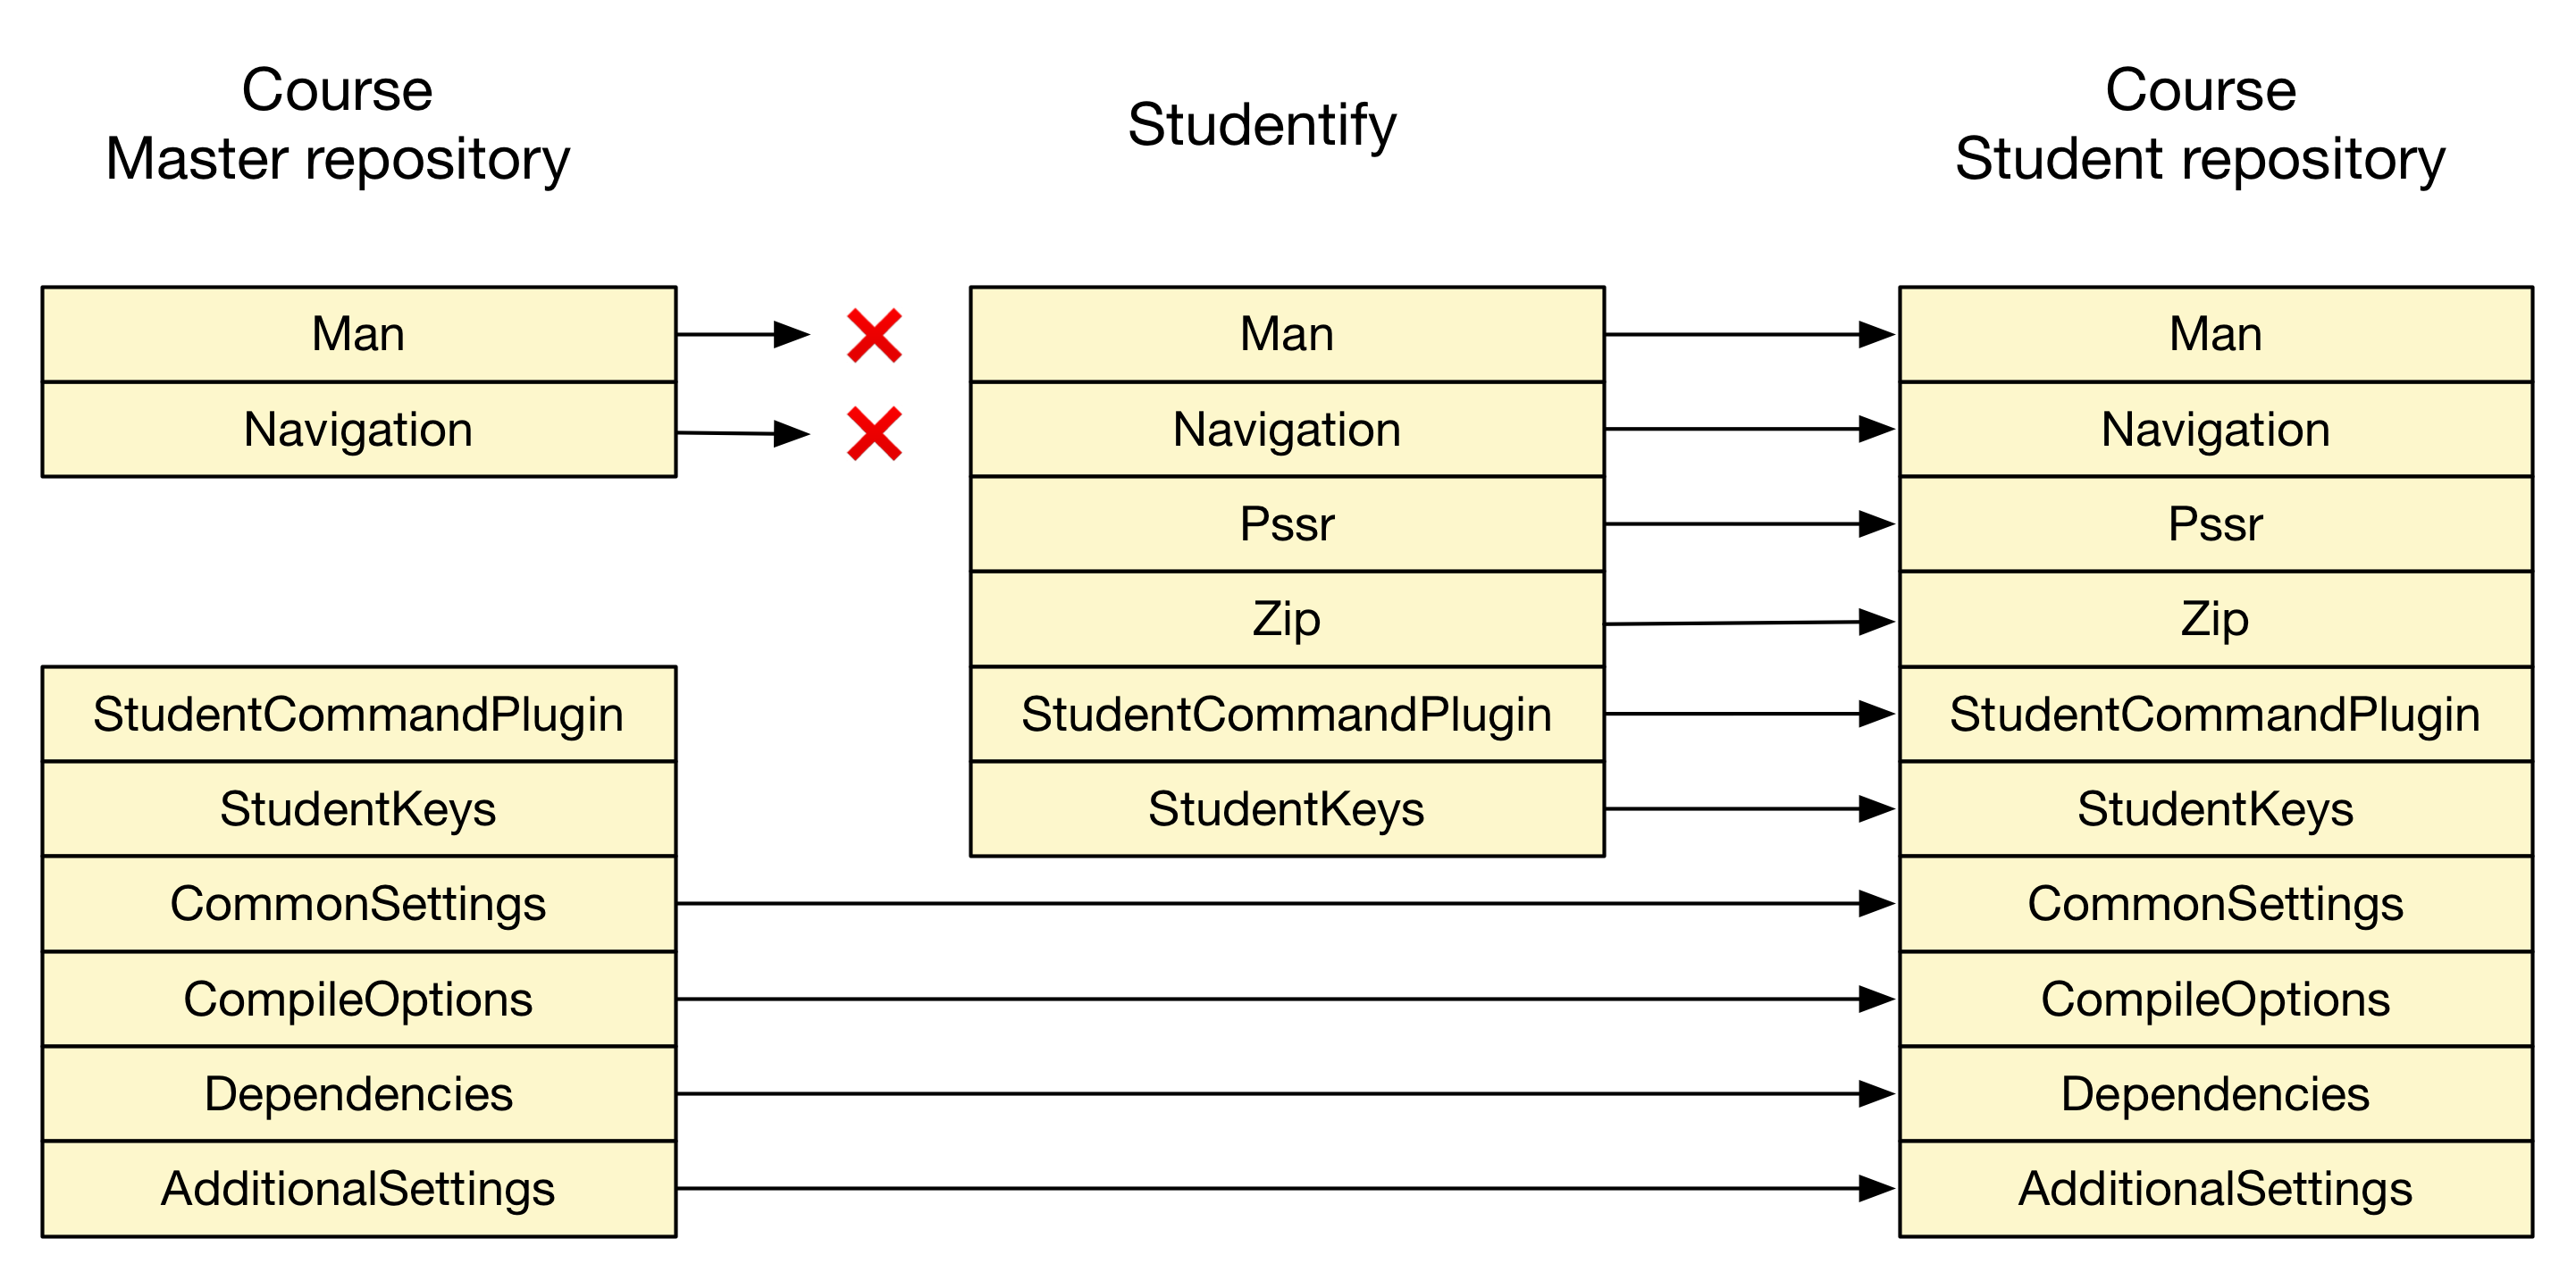 Course
Master repository
Studentify
Course
Student repository
Man
Navigation
StudentCommandPlugin
StudentKeys
CommonSettings
CompileOptions
Dependencies
AdditionalSettings
Man
Navigation
Pssr
Zip
StudentCommandPlugin
StudentKeys
Man
Navigation
Pssr
Zip
StudentCommandPlugin
StudentKeys
CommonSettings
CompileOptions
Dependencies
AdditionalSettings